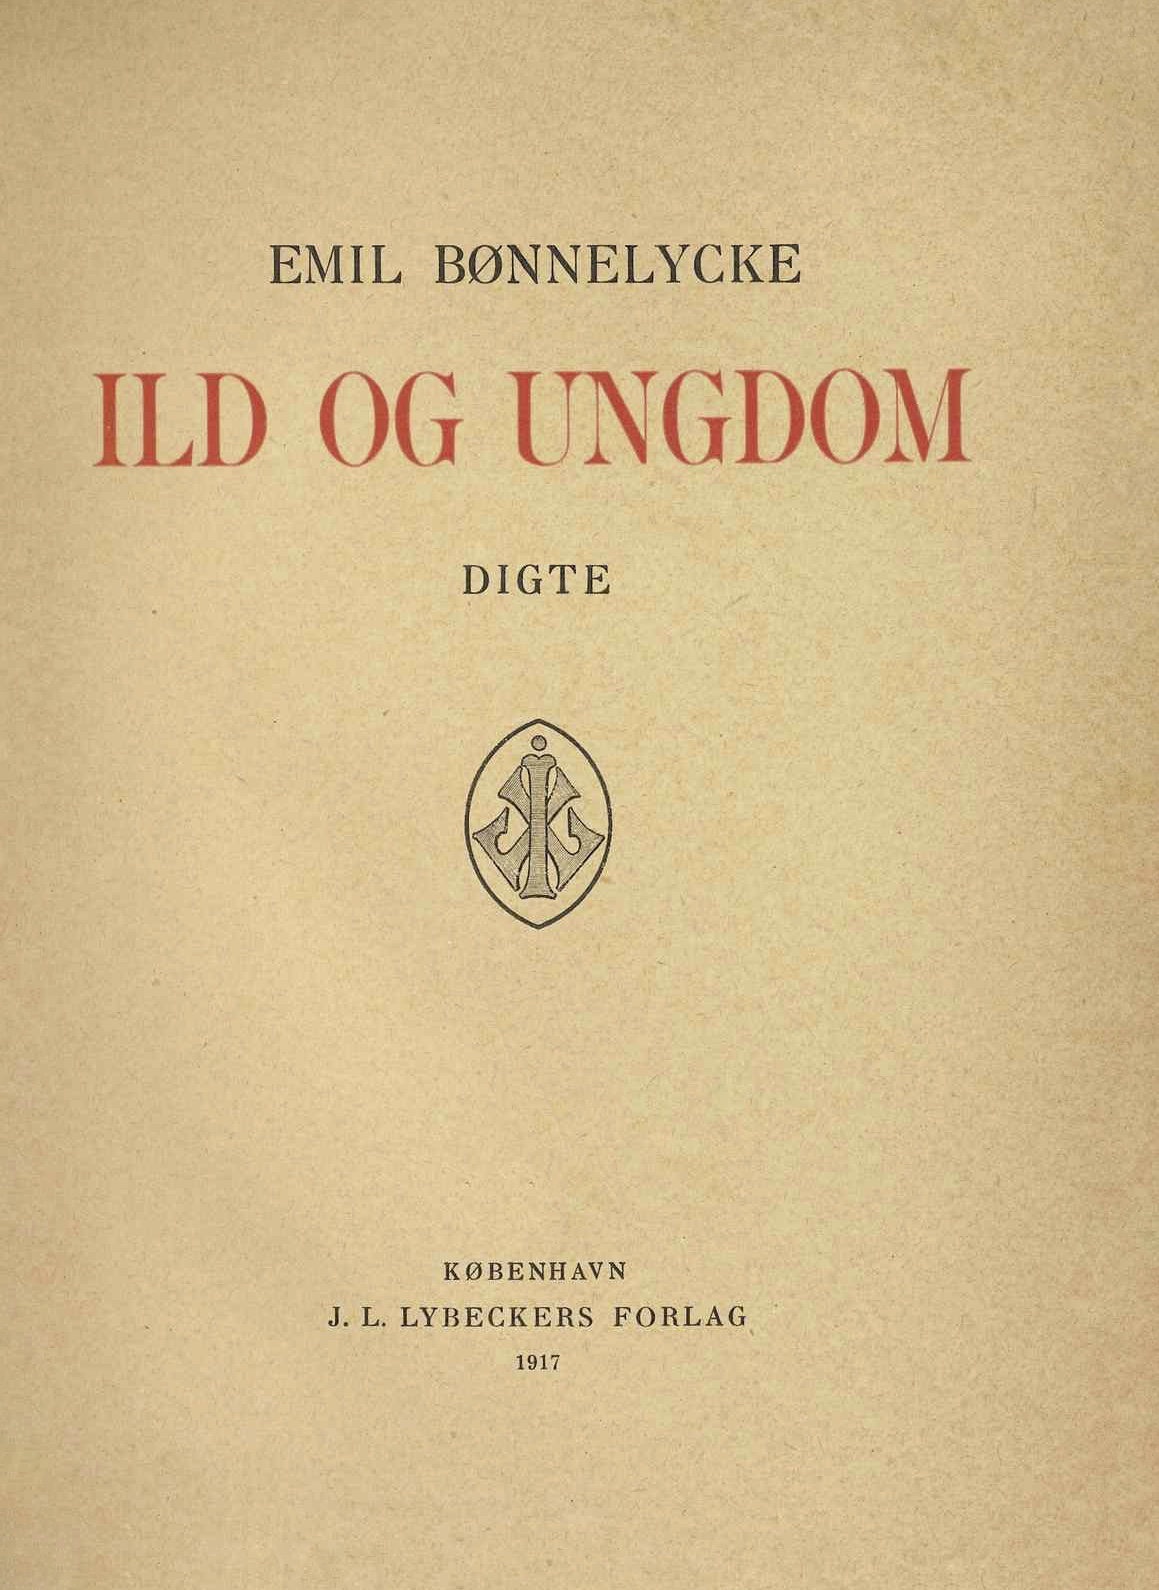 EMIL BØNNELYCKE
ILD OG UNGDOM
DIGTE
KØBENHAVN
J. L. LYBECKERS FORLAG
1917